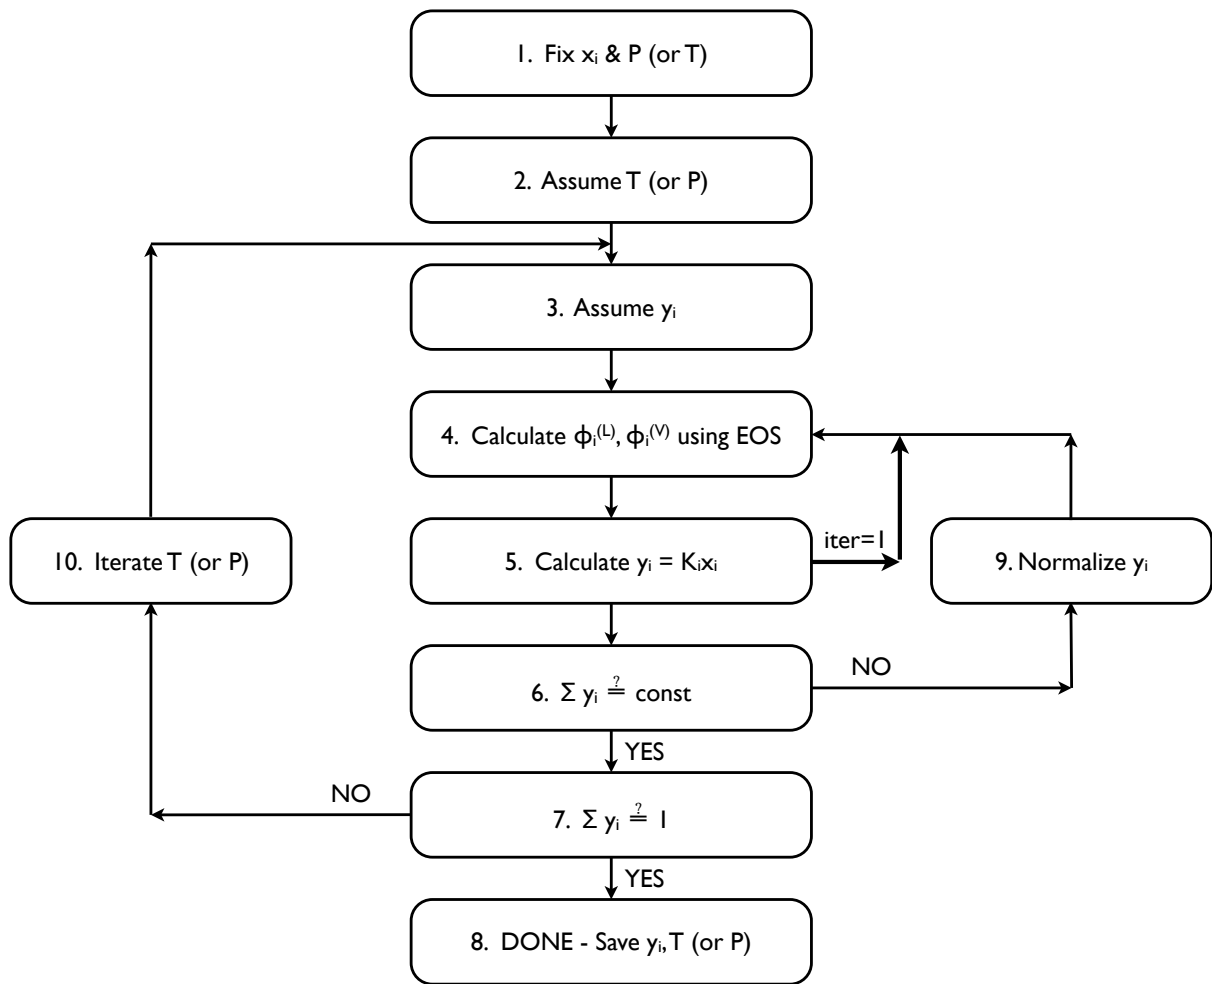 1. Fix xᵢ & P (or T)
2. Assume T (or P)
3. Assume yᵢ
4. Calculate ϕᵢ⁽ᴸ⁾, ϕᵢ⁽ⱽ⁾ using EOS
10. Iterate T (or P)
5. Calculate yᵢ = Kᵢxᵢ
iter=1
9. Normalize yᵢ
6. Σ yᵢ ≟ const
NO
YES
7. Σ yᵢ ≟ 1
NO
YES
8. DONE - Save yᵢ, T (or P)